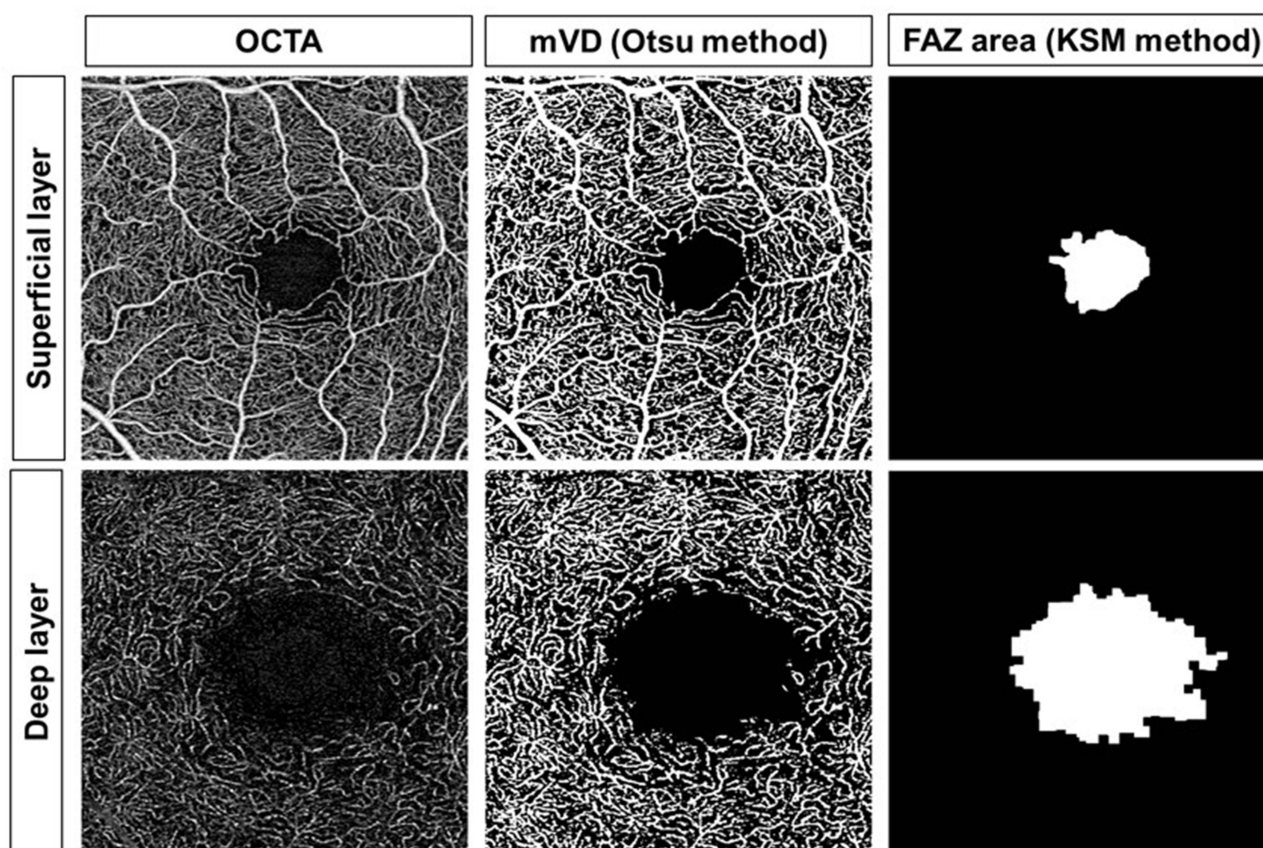 OCTA
mVD (Otsu method)
FAZ area (KSM method)
Superficial layer
Deep layer